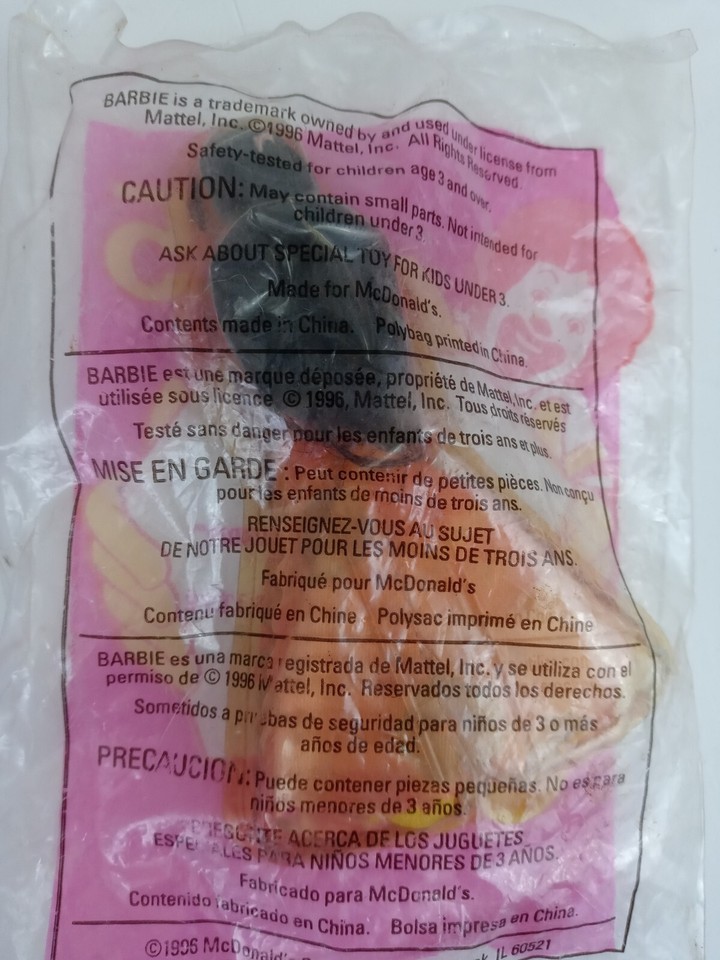 BARBIE is a trademark owned by and used under license from
Mattel, Inc. ©1996 Mattel, Inc. All Rights Reserved.
Safety-tested for children age 3 and over.
CAUTION: May contain small parts. Not intended for
children under 3.
ASK ABOUT SPECIAL TOY FOR KIDS UNDER 3.
Made for McDonald's.
Contents made in China. Polybag printed in China.
BARBIE est une marque déposée, propriété de Mattel, Inc. et est
utilisée sous licence © 1996, Mattel, Inc. Tous droits réservés
Testé sans danger pour les enfants de trois ans et plus.
MISE EN GARDE : Peut contenir de petites pièces. Non conçu
pour les enfants de moins de trois ans.
RENSEIGNEZ-VOUS AU SUJET
DE NOTRE JOUET POUR LES MOINS DE TROIS ANS.
Fabriqué pour McDonald's
Contenu fabriqué en Chine Polysac imprimé en Chine
BARBIE es una marca registrada de Mattel, Inc. y se utiliza con el
permiso de © 1996 Mattel, Inc. Reservados todos los derechos.
Sometidos a pruebas de seguridad para niños de 3 o más
años de edad.
PRECAUCION: Puede contener piezas pequeñas. No es para
niños menores de 3 años.
ACERCA DE LOS JUGUETES
ESPECIALES PARA NIÑOS MENORES DE 3 AÑOS.
Fabricado para McDonald's.
Contenido fabricado en China. Bolsa impresa en China.
©1996 McDonald's IL 60521